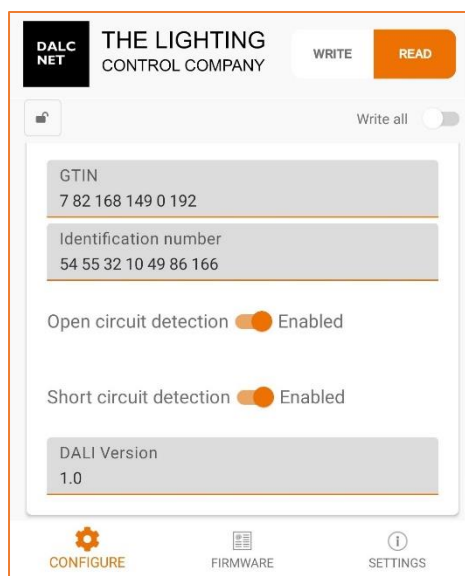 DALC
NET
THE LIGHTING
CONTROL COMPANY
WRITE
READ
Write all
GTIN
7 82 168 149 0 192
Identification number
54 55 32 10 49 86 166
Open circuit detection Enabled
Short circuit detection Enabled
DALI Version
1.0
CONFIGURE
FIRMWARE
SETTINGS